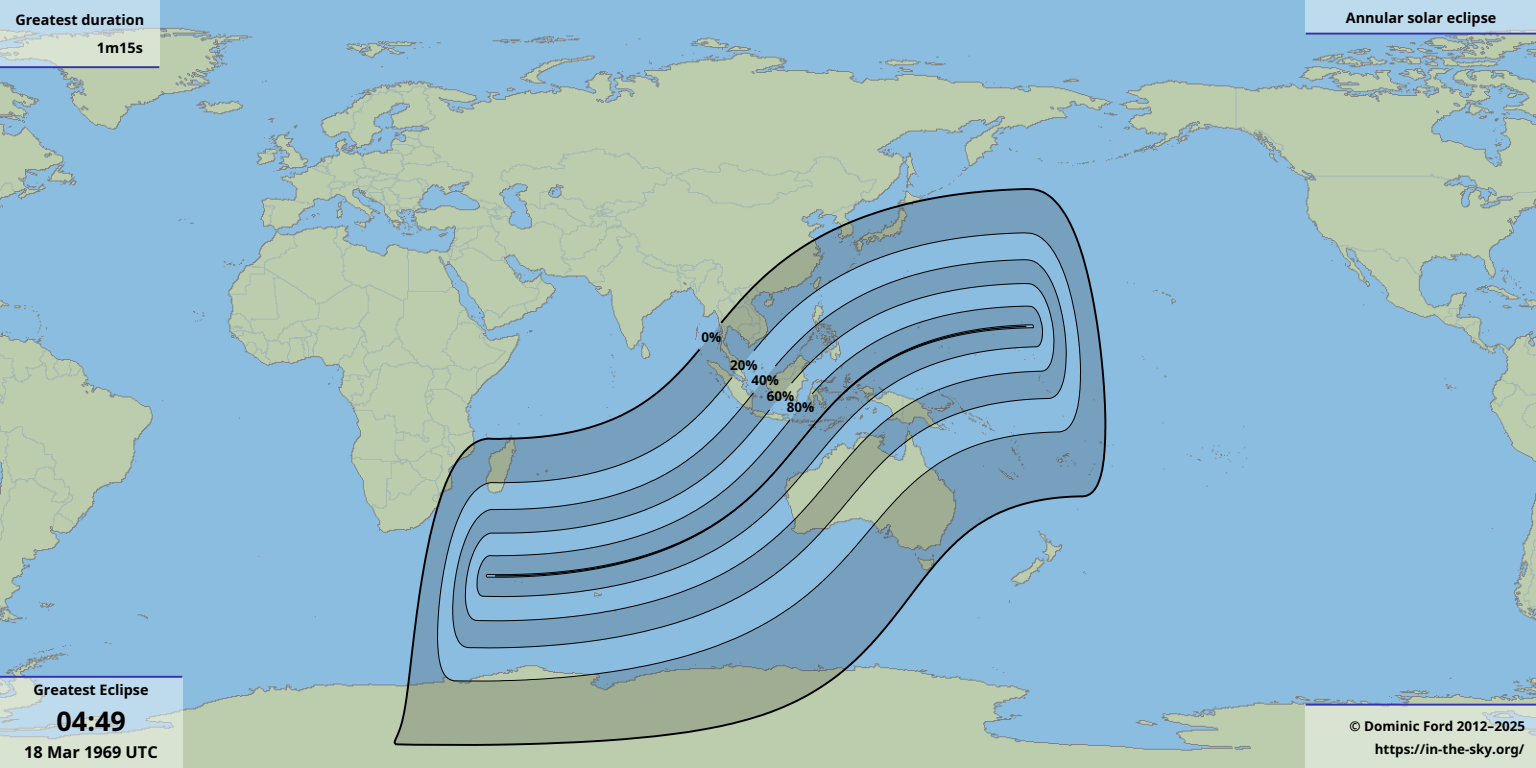 Greatest duration
1m15s
Annular solar eclipse
0%
20%
40%
60%
80%
Greatest Eclipse
04:49
18 Mar 1969 UTC
© Dominic Ford 2012–2025
https://in-the-sky.org/